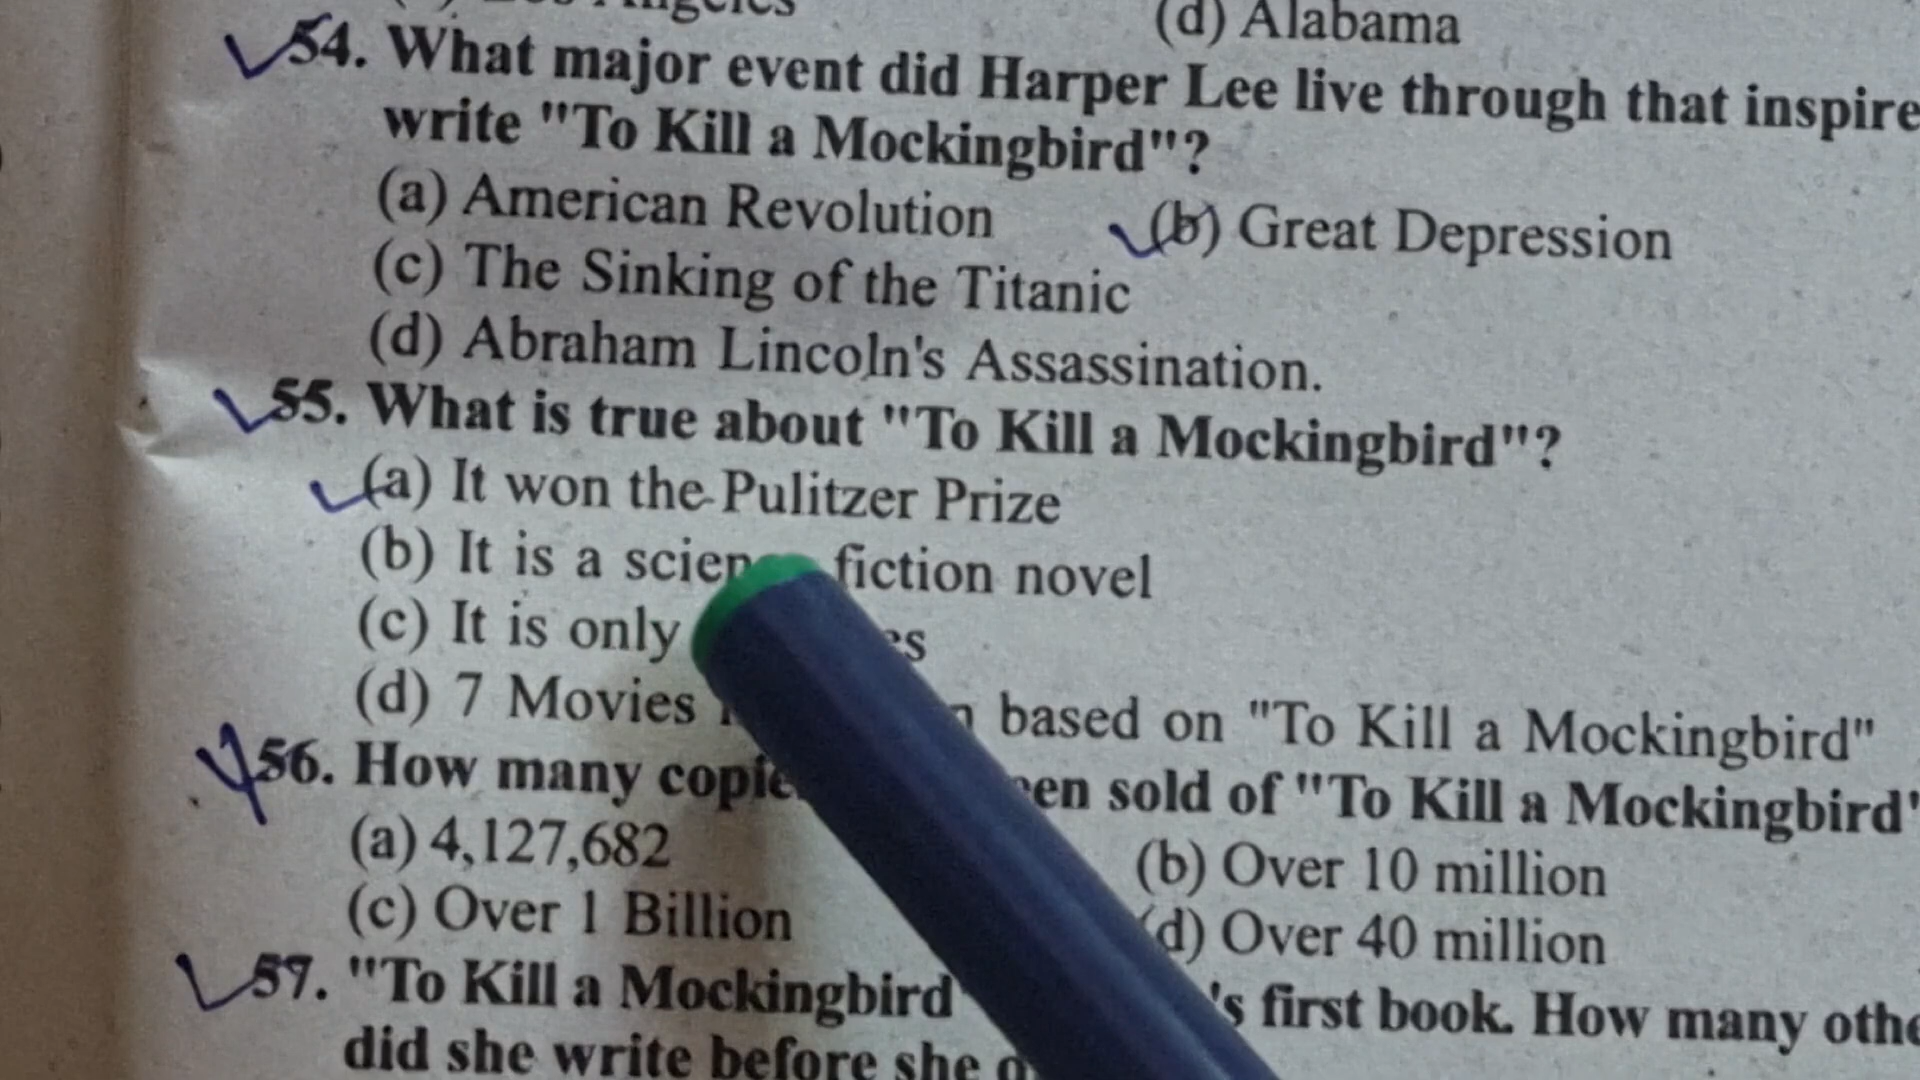 (d) Alabama
54. What major event did Harper Lee live through that inspire
write "To Kill a Mockingbird"?
(a) American Revolution (b) Great Depression
(c) The Sinking of the Titanic
(d) Abraham Lincoln's Assassination.
55. What is true about "To Kill a Mockingbird"?
(a) It won the Pulitzer Prize
(b) It is a fiction novel
(c) It is only
(d) 7 Movies based on "To Kill a Mockingbird"
56. How many sold of "To Kill a Mockingbird"
(a) 4,127,682 (b) Over 10 million
(c) Over 1 Billion (d) Over 40 million
57. "To Kill a Mockingbird 's first book. How many othe
did she write before she